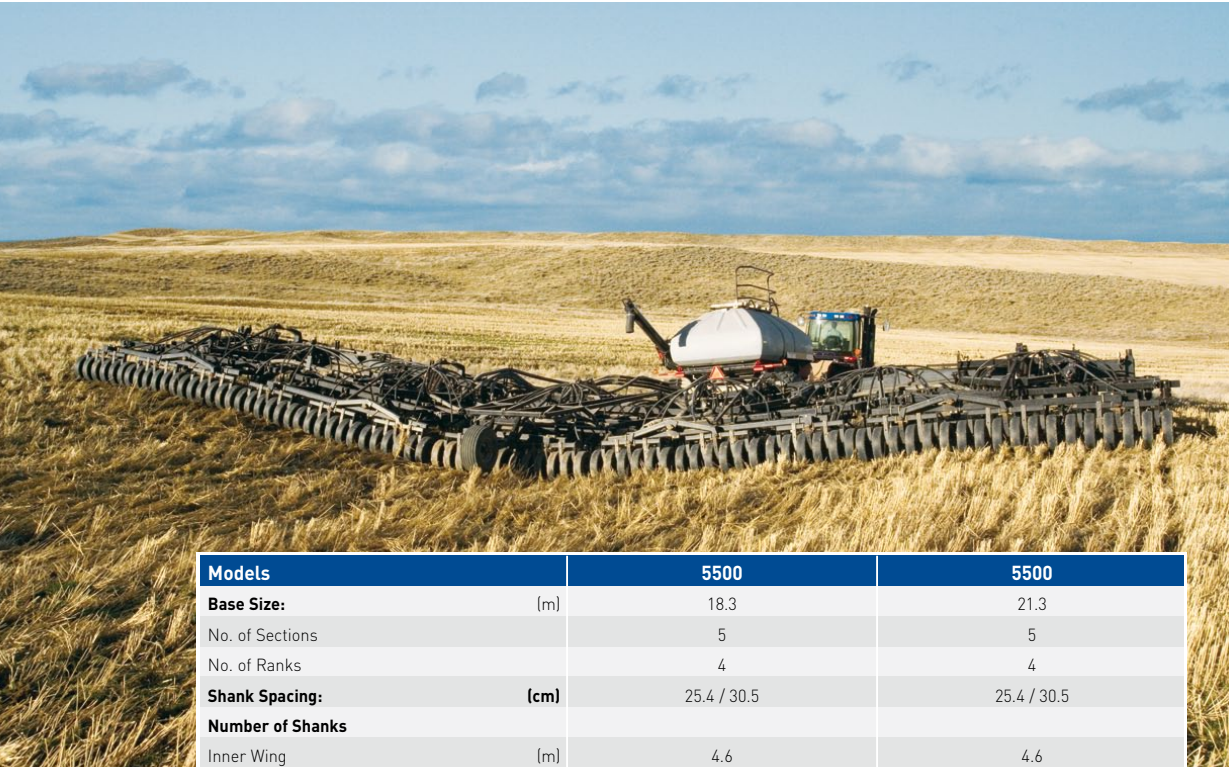 Models 5500 5500
Base Size: (m) 18.3 21.3
No. of Sections 5 5
No. of Ranks 4 4
Shank Spacing: (cm) 25.4 / 30.5 25.4 / 30.5
Number of Shanks
Inner Wing (m) 4.6 4.6